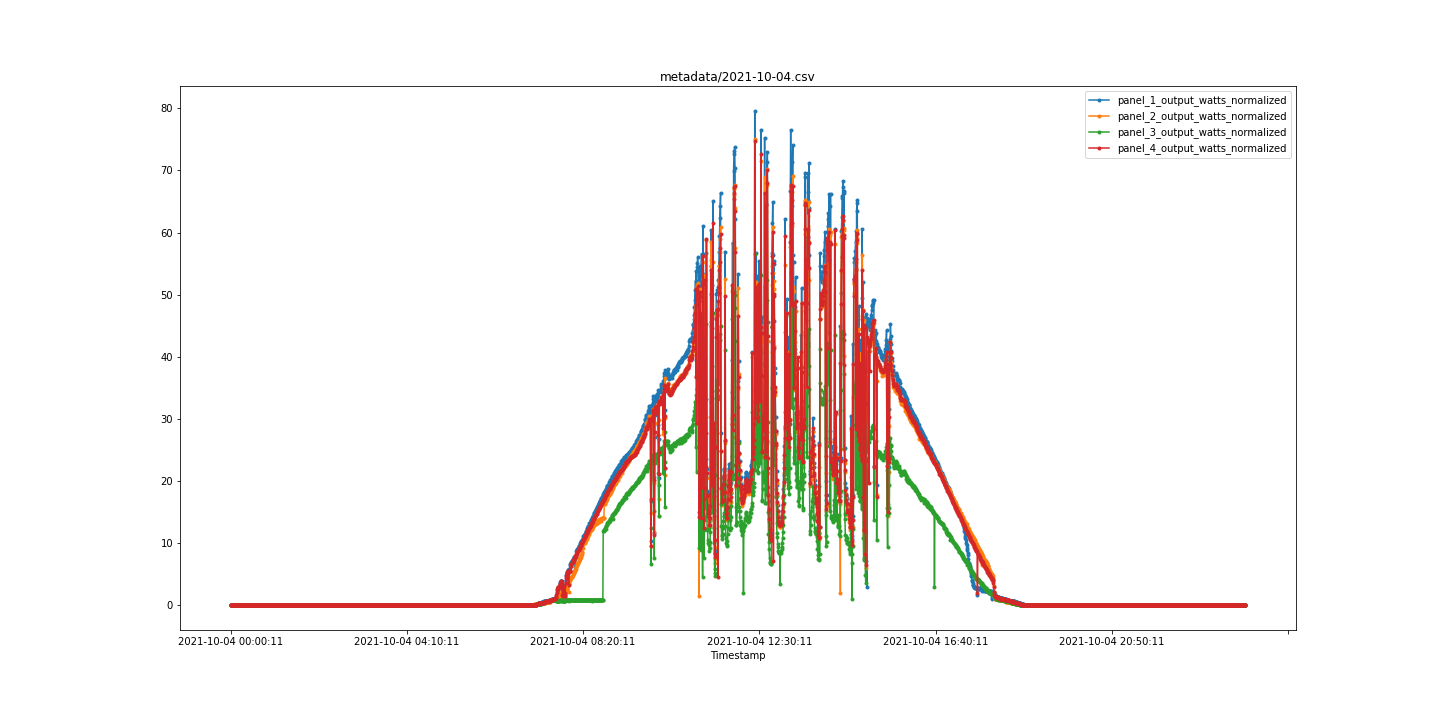 metadata/2021-10-04.csv
panel_1_output_watts_normalized
panel_2_output_watts_normalized
panel_3_output_watts_normalized
panel_4_output_watts_normalized
80
70
60
50
40
30
20
10
0
2021-10-04 00:00:11 2021-10-04 04:10:11 2021-10-04 08:20:11 2021-10-04 12:30:11 2021-10-04 16:40:11 2021-10-04 20:50:11
Timestamp